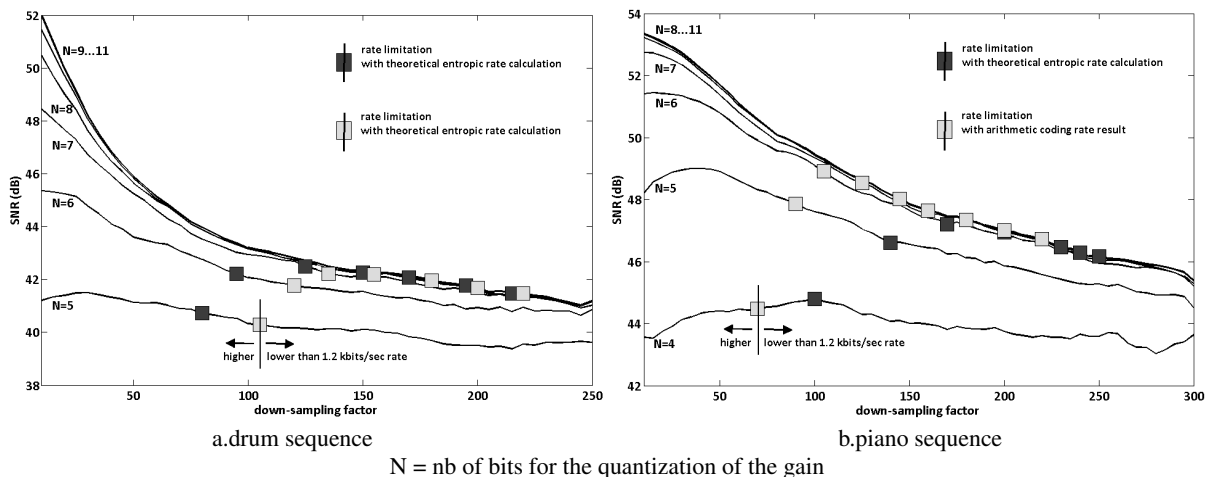 52
50
48
46
44
42
40
38
SNR (dB)
N=9...11
N=8
N=7
N=6
N=5
rate limitation
with theoretical entropic rate calculation
rate limitation
with theoretical entropic rate calculation
higher
lower than 1.2 kbits/sec rate
50
100
150
200
250
down-sampling factor
a.drum sequence
54
52
50
48
46
44
42
SNR (dB)
N=8...11
N=7
N=6
N=5
N=4
rate limitation
with theoretical entropic rate calculation
rate limitation
with arithmetic coding rate result
higher
lower than 1.2 kbits/sec rate
50
100
150
200
250
300
down-sampling factor
b.piano sequence
N = nb of bits for the quantization of the gain